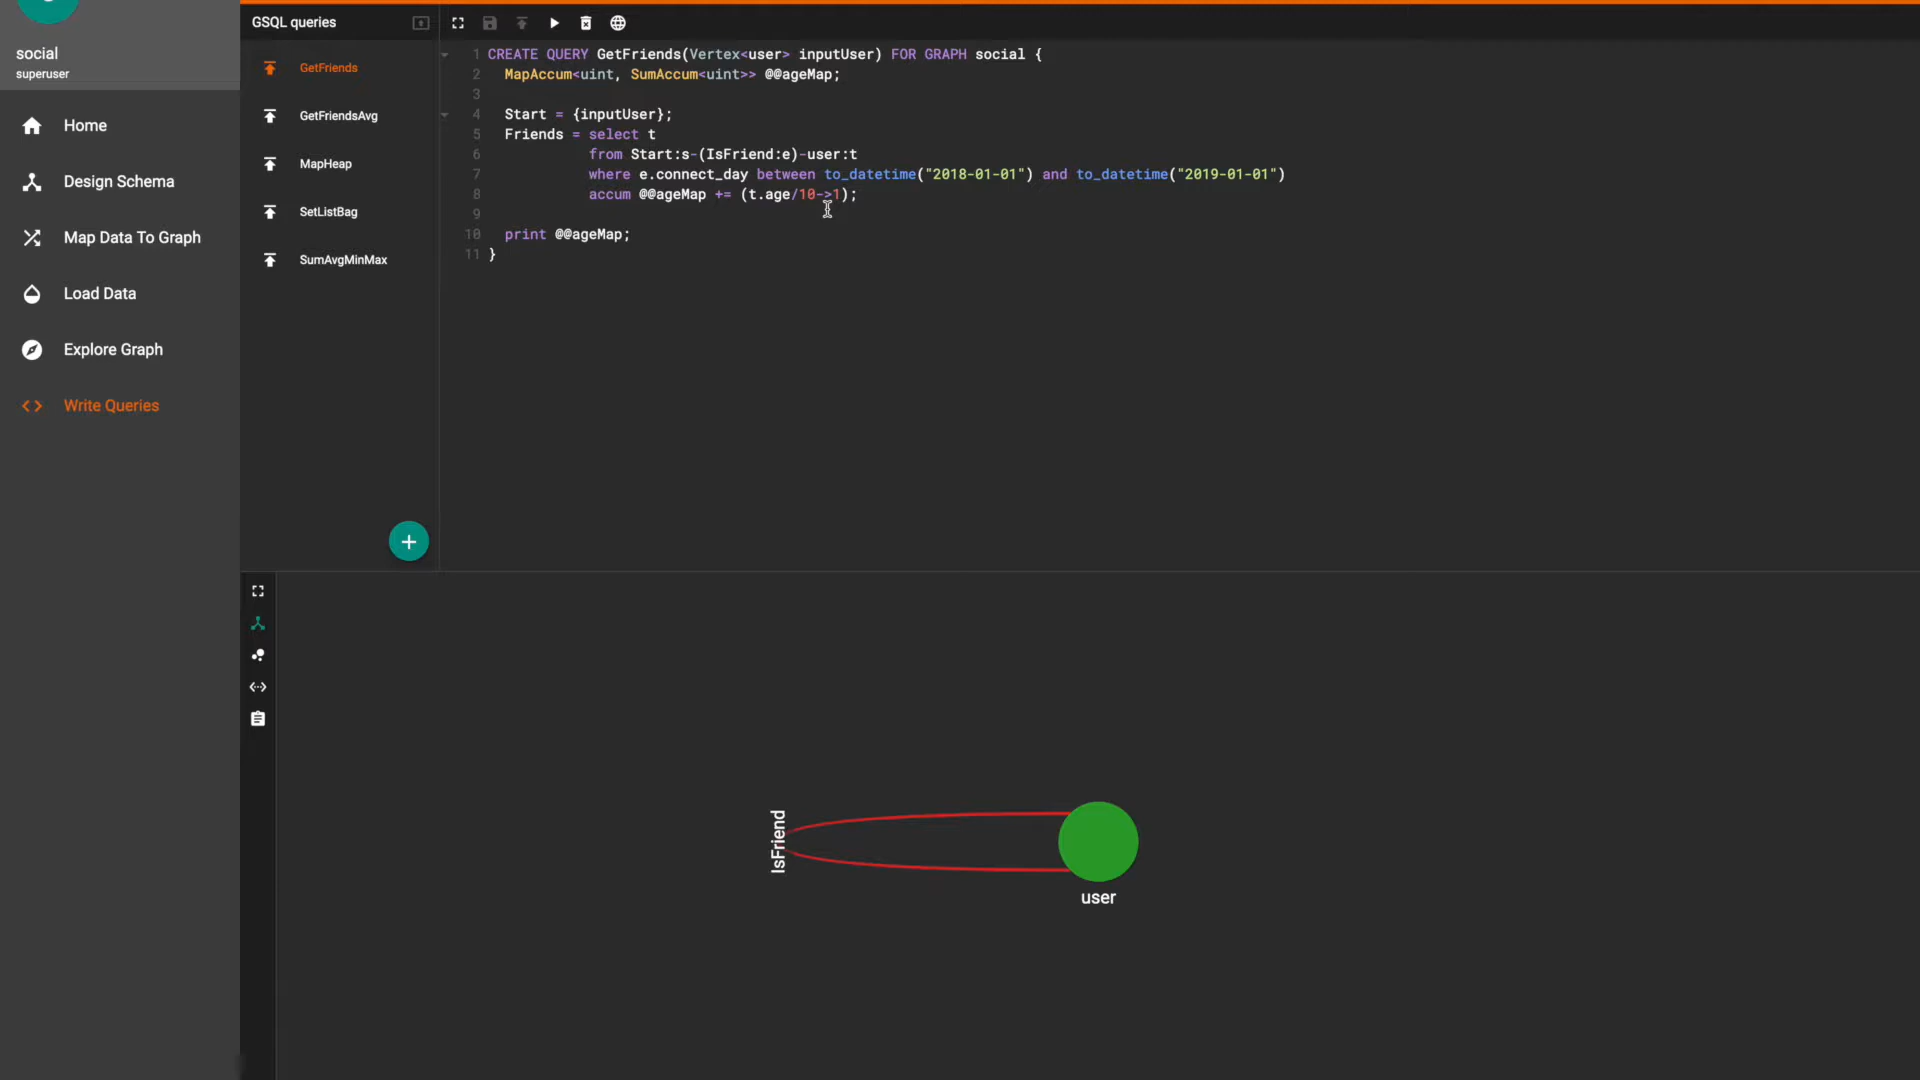 social
superuser
Home
Design Schema
Map Data To Graph
Load Data
Explore Graph
Write Queries
GSQL queries
GetFriends
GetFriendsAvg
MapHeap
SetListBag
SumAvgMinMax
+
1 CREATE QUERY GetFriends(Vertex<user> inputUser) FOR GRAPH social {
2 MapAccum<uint, SumAccum<uint>> @@ageMap;
3
4 Start = {inputUser};
5 Friends = select t
6 from Start:s-(IsFriend:e)-user:t
7 where e.connect_day between to_datetime("2018-01-01") and to_datetime("2019-01-01")
8 accum @@ageMap += (t.age/10->1);
9
10 print @@ageMap;
11 }
IsFriend
user